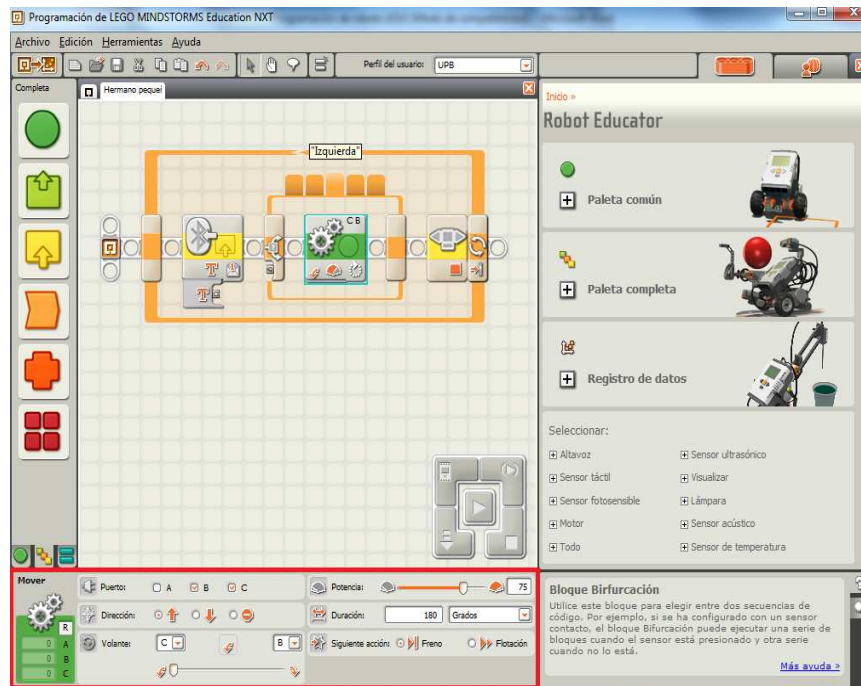 Programación de LEGO MINDSTORMS Education NXT
Archivo Edición Herramientas Ayuda
Perfil del usuario: UPB
Completa
Hermano pequel
"Izquierda"
C B
Inicio »
Robot Educator
Paleta común
Paleta completa
Registro de datos
Seleccionar:
Altavoz
Sensor ultrasónico
Sensor táctil
Visualizar
Sensor fotosensible
Lámpara
Motor
Sensor acústico
Todo
Sensor de temperatura
Mover
R
0 A
0 B
0 C
Puerto: A B C
Dirección:
Volante: C B
Potencia: 75
Duración: 180 Grados
Siguiente acción: Freno Flotación
Bloque Birfurcación
Utilice este bloque para elegir entre dos secuencias de
código. Por ejemplo, si se ha configurado con un sensor
contacto, el bloque Bifurcación puede ejecutar una serie de
bloques cuando el sensor está presionado y otra serie
cuando no lo está.
Más ayuda »